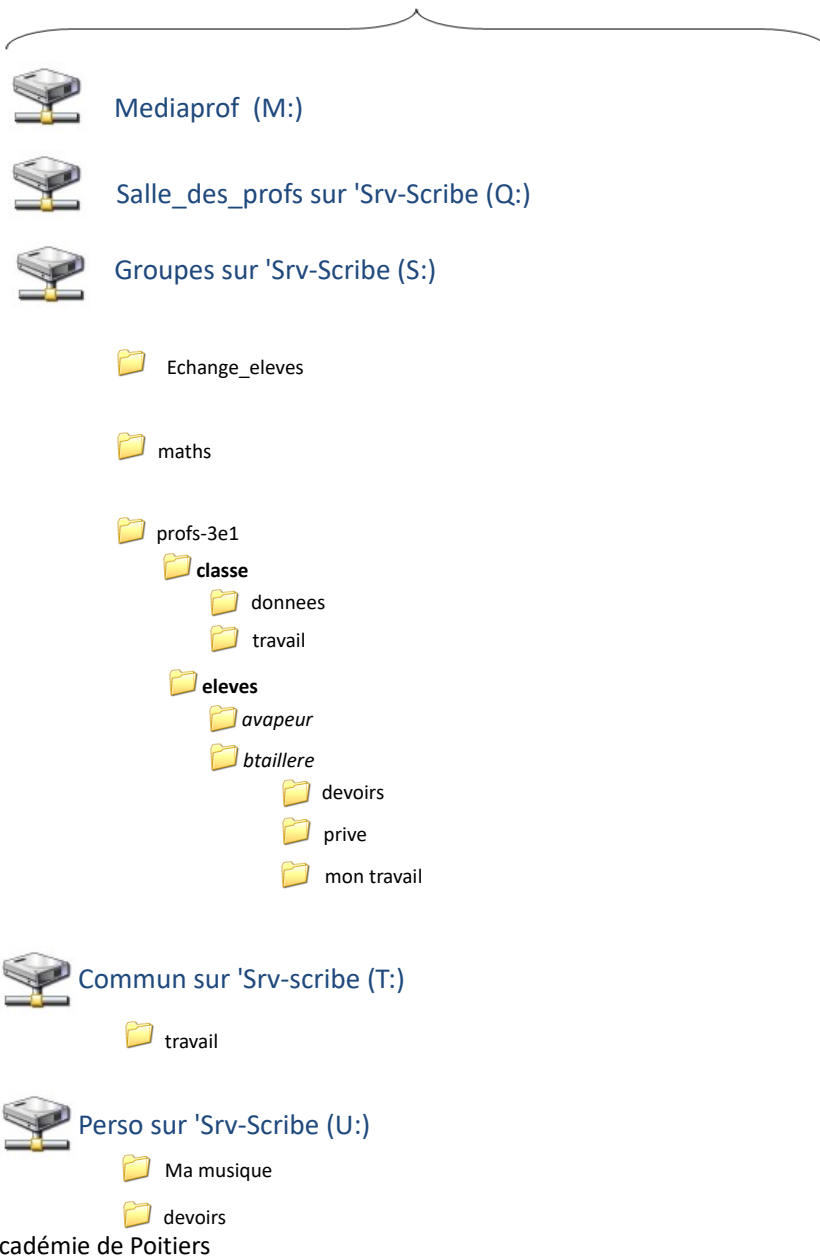 Mediaprof (M:)
Salle_des_profs sur 'Srv-Scribe (Q:)
Groupes sur 'Srv-Scribe (S:)
Echange_eleves
maths
profs-3e1
classe
donnees
travail
eleves
avapeur
btaillere
devoirs
prive
mon travail
Commun sur 'Srv-scribe (T:)
travail
Perso sur 'Srv-Scribe (U:)
Ma musique
devoirs
cadémie de Poitiers